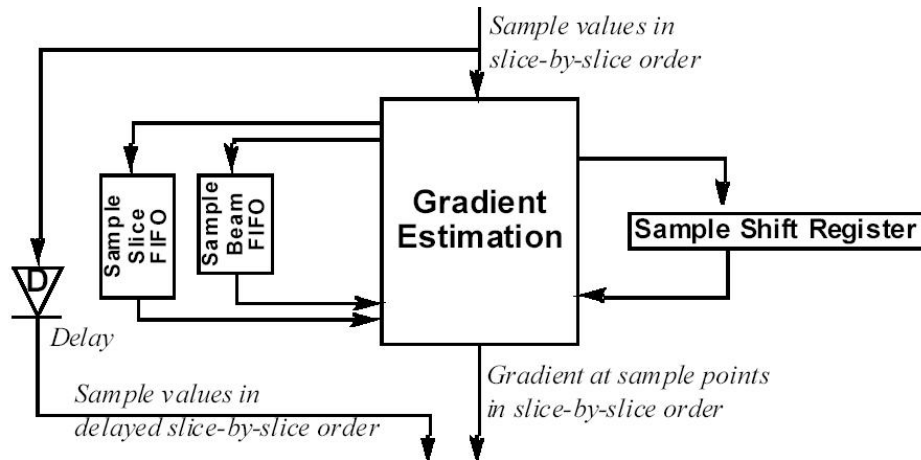 Sample values in
slice-by-slice order
Gradient
Estimation
Sample
Slice
FIFO
Sample
Beam
FIFO
Sample Shift Register
D
Delay
Sample values in
delayed slice-by-slice order
Gradient at sample points
in slice-by-slice order